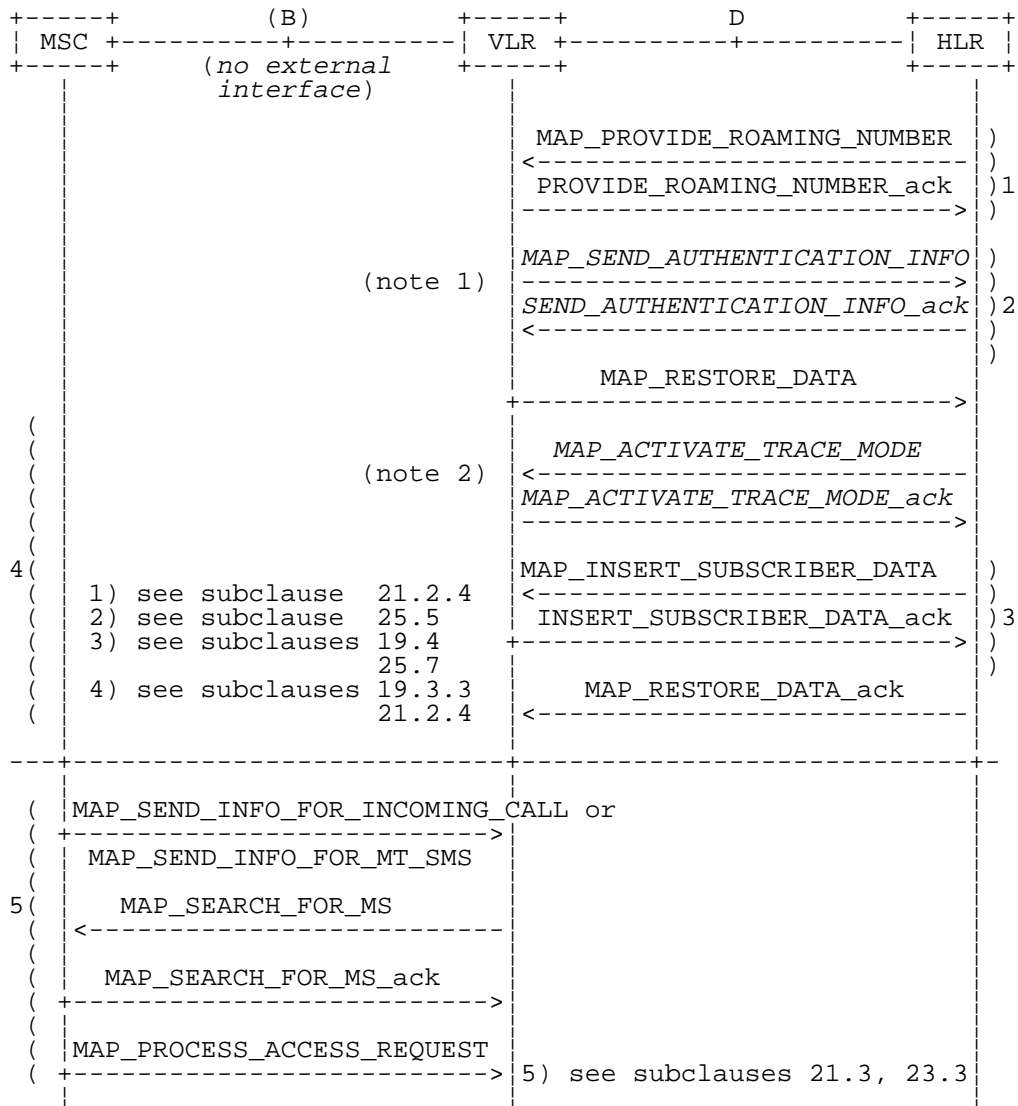 (B) D
MSC VLR HLR
(no external
interface)
MAP_PROVIDE_ROAMING_NUMBER )
)
PROVIDE_ROAMING_NUMBER_ack )1
)
MAP_SEND_AUTHENTICATION_INFO )
(note 1) )
SEND_AUTHENTICATION_INFO_ack )2
)
)
MAP_RESTORE_DATA
(
( MAP_ACTIVATE_TRACE_MODE
( (note 2)
( MAP_ACTIVATE_TRACE_MODE_ack
(
(
4( MAP_INSERT_SUBSCRIBER_DATA )
( 1) see subclause 21.2.4 )
( 2) see subclause 25.5 INSERT_SUBSCRIBER_DATA_ack )3
( 3) see subclauses 19.4 )
( 25.7 )
( 4) see subclauses 19.3.3 MAP_RESTORE_DATA_ack
( 21.2.4
( MAP_SEND_INFO_FOR_INCOMING_CALL or
(
( MAP_SEND_INFO_FOR_MT_SMS
(
5( MAP_SEARCH_FOR_MS
(
(
( MAP_SEARCH_FOR_MS_ack
(
(
( MAP_PROCESS_ACCESS_REQUEST
( 5) see subclauses 21.3, 23.3